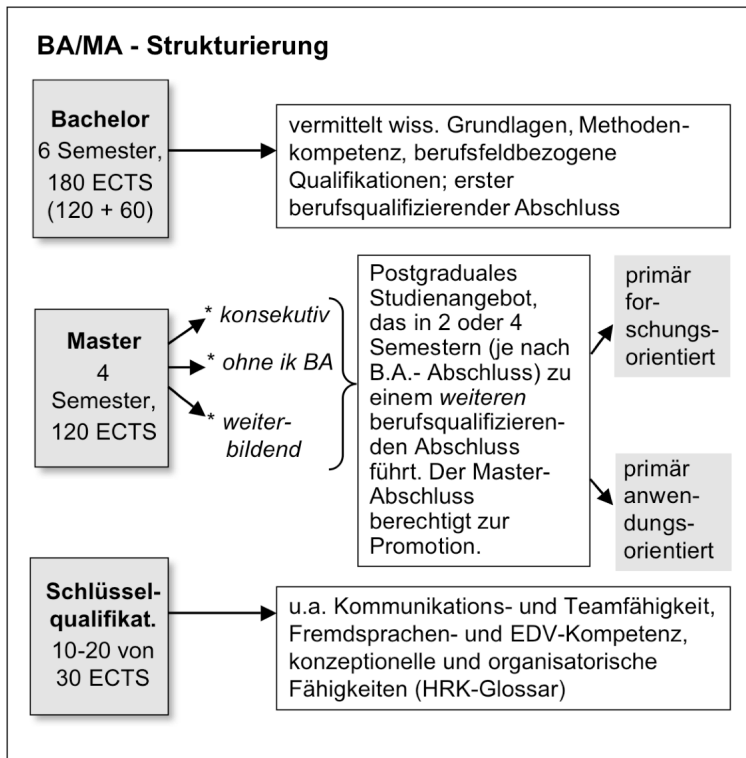 BA/MA - Strukturierung
Bachelor
6 Semester,
180 ECTS
(120 + 60)
vermittelt wiss. Grundlagen, Methoden-
kompetenz, berufsfeldbezogene
Qualifikationen; erster
berufsqualifizierender Abschluss
Master
4
Semester,
120 ECTS
* konsekutiv
* ohne ik BA
* weiter-
bildend
Postgraduales
Studienangebot,
das in 2 oder 4
Semestern (je nach
B.A.- Abschluss) zu
einem weiteren
berufsqualifizieren-
den Abschluss
führt. Der Master-
Abschluss
berechtigt zur
Promotion.
primär
for-
schungs-
orientiert
primär
anwen-
dungs-
orientiert
Schlüssel-
qualifikat.
10-20 von
30 ECTS
u.a. Kommunikations- und Teamfähigkeit,
Fremdsprachen- und EDV-Kompetenz,
konzeptionelle und organisatorische
Fähigkeiten (HRK-Glossar)